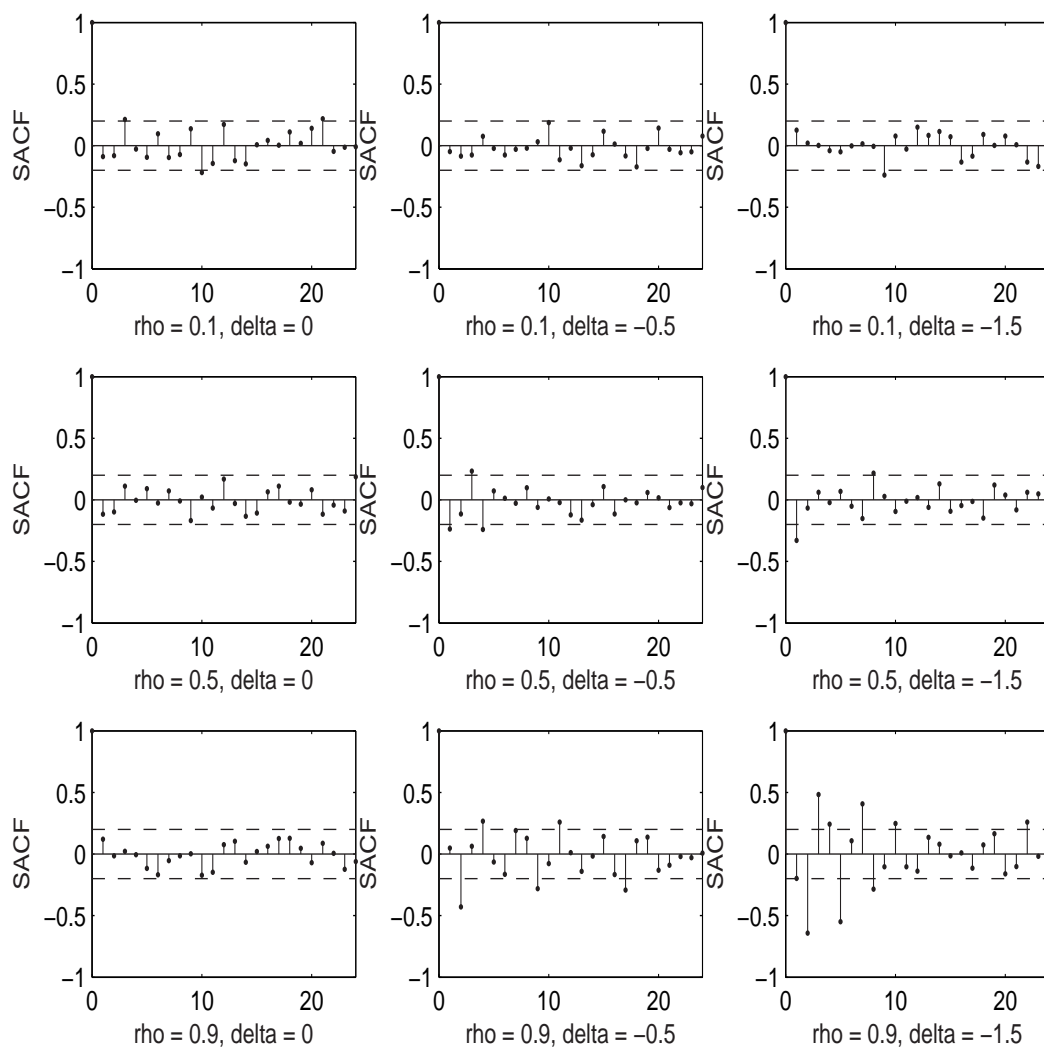 1
0.5
0
−0.5
−1
SACF
0 10 20
rho = 0.1, delta = 0
1
0.5
0
−0.5
−1
SACF
0 10 20
rho = 0.1, delta = −0.5
1
0.5
0
−0.5
−1
SACF
0 10 20
rho = 0.1, delta = −1.5
1
0.5
0
−0.5
−1
SACF
0 10 20
rho = 0.5, delta = 0
1
0.5
0
−0.5
−1
SACF
0 10 20
rho = 0.5, delta = −0.5
1
0.5
0
−0.5
−1
SACF
0 10 20
rho = 0.5, delta = −1.5
1
0.5
0
−0.5
−1
SACF
0 10 20
rho = 0.9, delta = 0
1
0.5
0
−0.5
−1
SACF
0 10 20
rho = 0.9, delta = −0.5
1
0.5
0
−0.5
−1
SACF
0 10 20
rho = 0.9, delta = −1.5